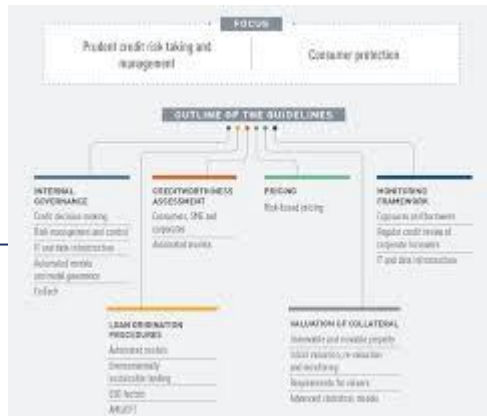 FOCUS
Prudent credit risk taking and
management
Consumer protection
OUTLINE OF THE GUIDELINES
INTERNAL
GOVERNANCE
Credit decision making
Risk management and control
IT and data infrastructure
Automated models
and model governance
FinTech
CREDITWORTHINESS
ASSESSMENT
Consumers, SME and
corporates
Automated models
PRICING
Risk-based pricing
MONITORING
FRAMEWORK
Exposures and borrowers
Regular credit review of
corporate borrowers
IT and data infrastructure
LOAN ORIGINATION
PROCEDURES
Automated models
Environmentally
sustainable lending
ESG factors
AML/CFT
VALUATION OF COLLATERAL
Immovable and movable property
Initial valuation, re-valuation
and monitoring
Requirements for valuers
Advanced statistical models